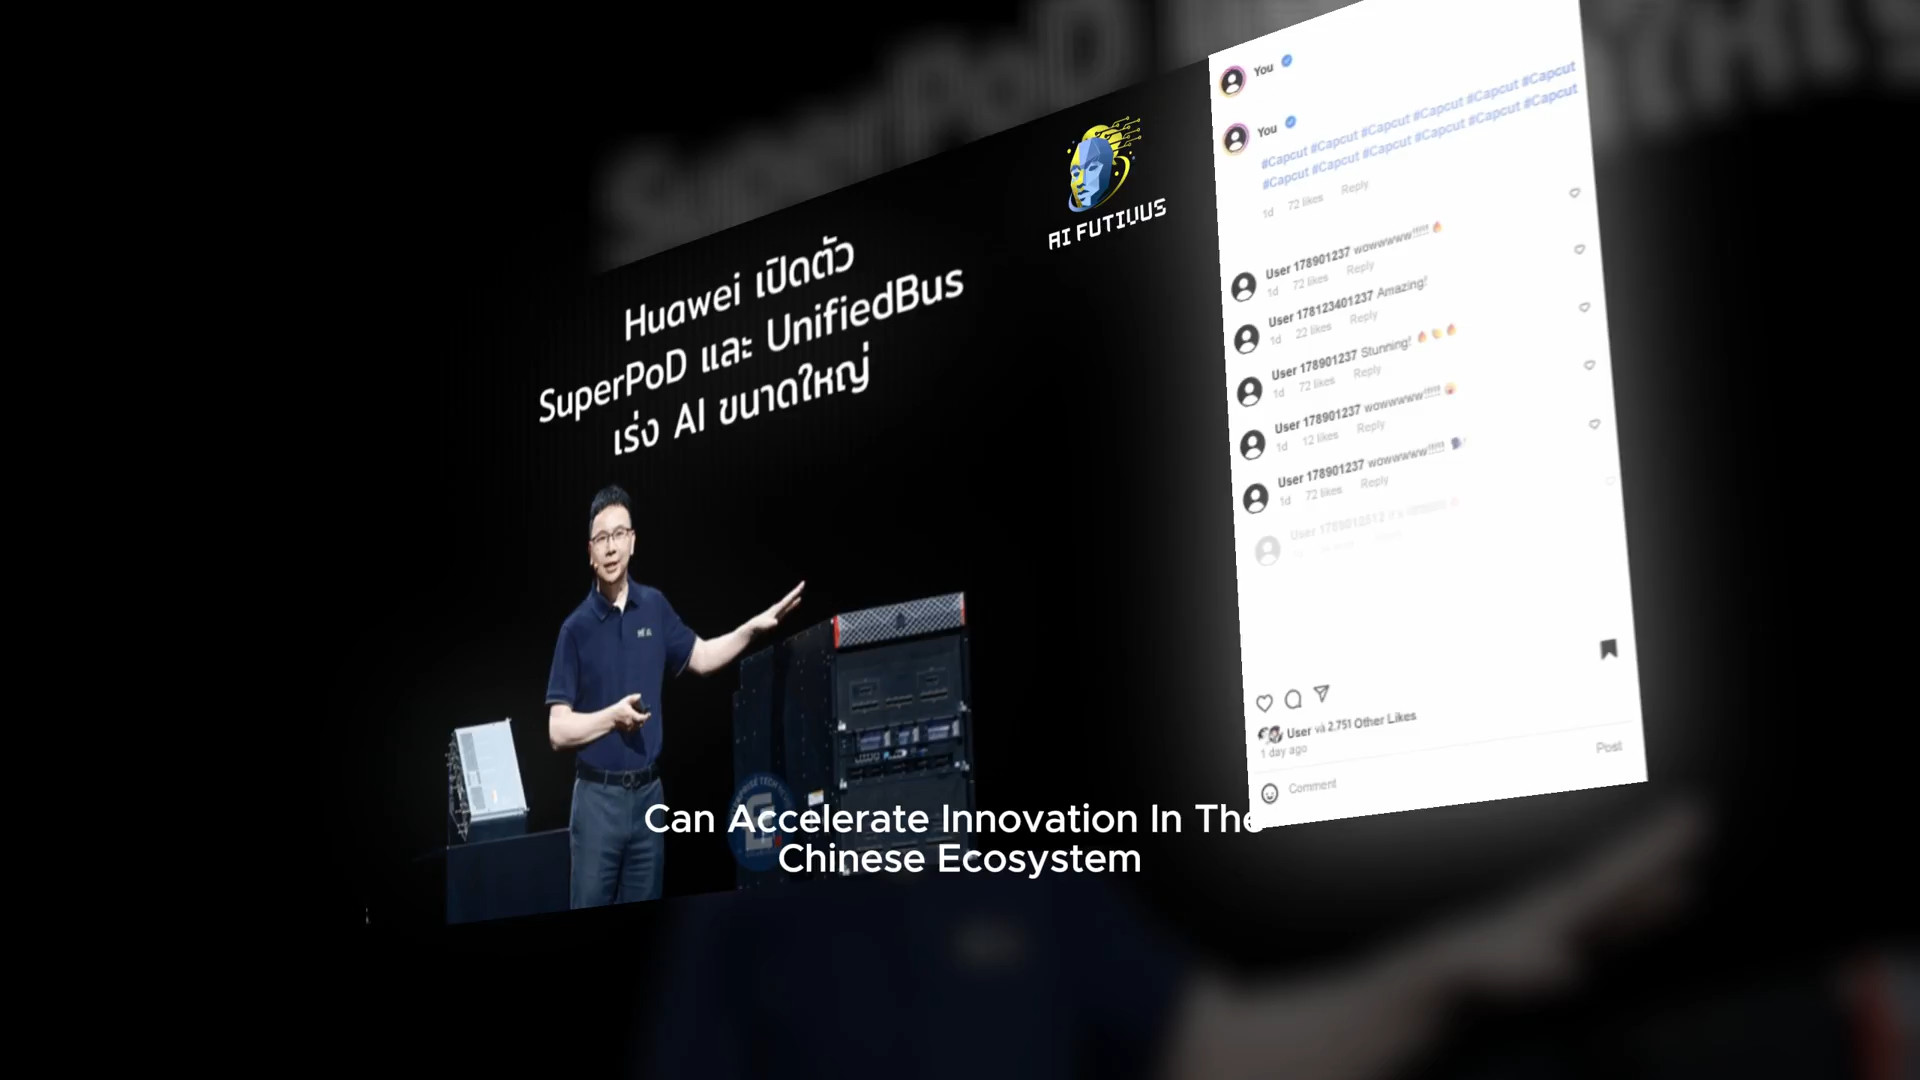 Huawei เปิดตัว
SuperPoD และ UnifiedBus
เร่ง AI ขนาดใหญ่
AI FUTIVUS
Can Accelerate Innovation In The
Chinese Ecosystem
You
You
#Capcut #Capcut #Capcut #Capcut #Capcut #Capcut
#Capcut #Capcut #Capcut #Capcut #Capcut #Capcut
1d 72 likes Reply
User 178901237 wowwwww!!!!! 🔥
1d 72 likes Reply
User 178123401237 Amazing!
1d 22 likes Reply
User 178901237 Stunning!
1d 72 likes Reply
User 178901237 wowwwww!!!!!
1d 12 likes Reply
User 178901237 wowwwww!!!!!
1d 72 likes Reply
User 1789012512
User và 2.751 Other Likes
1 day ago
Comment
Post